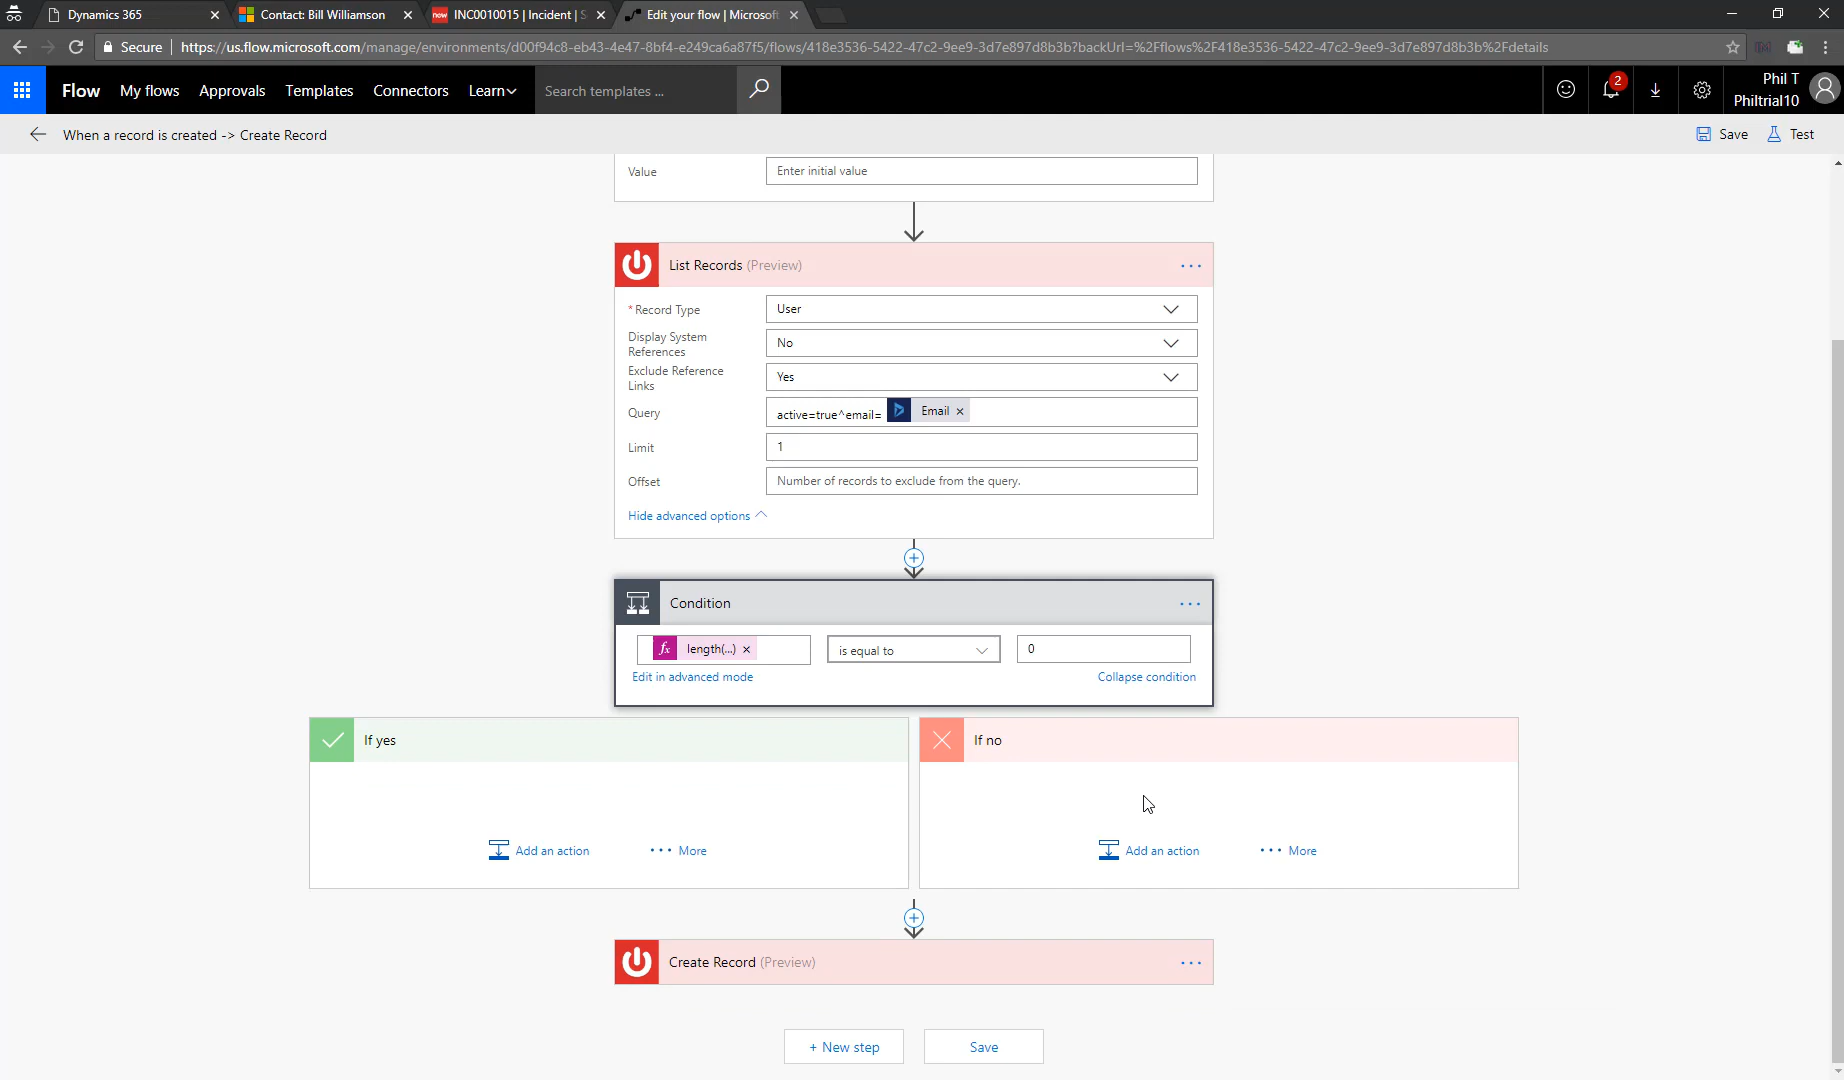 Dynamics 365
Contact: Bill Williamson
now INC0010015 | Incident | S
Edit your flow | Microsoft
Secure https://us.flow.microsoft.com/manage/environments/d00f94c8-eb43-4e47-8bf4-e249ca6a87f5/flows/418e3536-5422-47c2-9ee9-3d7e897d8b3b?backUrl=%2Fflows%2F418e3536-5422-47c2-9ee9-3d7e897d8b3b%2Fdetails
Flow My flows Approvals Templates Connectors Learn Search templates ... 2
Phil T
Philtrial10
When a record is created -> Create Record Save Test
Value Enter initial value
List Records (Preview)
* Record Type User
Display System References No
Exclude Reference Links Yes
Query active=true^email= Email ×
Limit 1
Offset Number of records to exclude from the query.
Hide advanced options
Condition
fx length(...) × is equal to 0
Edit in advanced mode Collapse condition
If yes
If no
Add an action More
Add an action More
Create Record (Preview)
+ New step Save